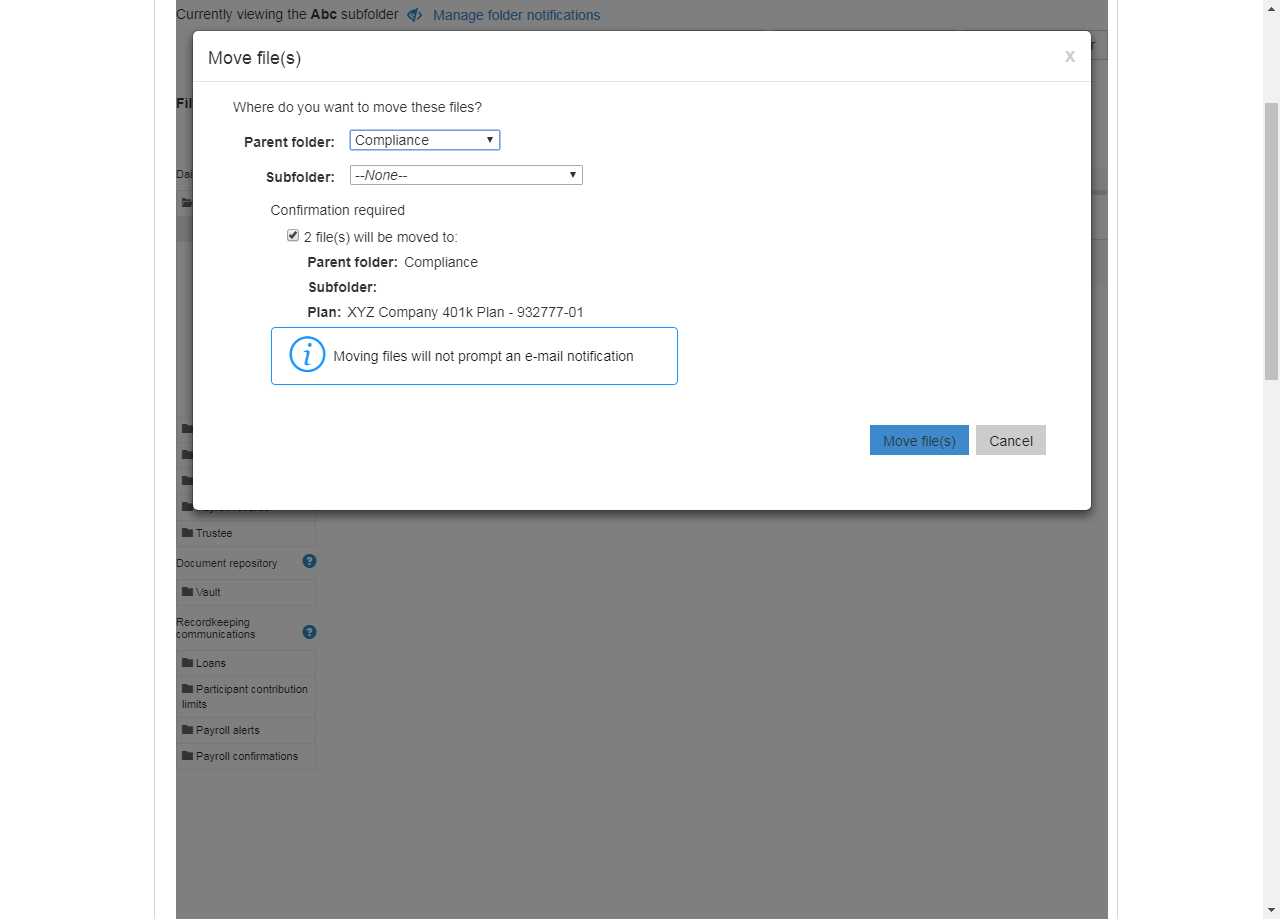 Currently viewing the Abc subfolder Manage folder notifications
Move file(s) x
Where do you want to move these files?
Parent folder: Compliance
Subfolder: --None--
Confirmation required
2 file(s) will be moved to:
Parent folder: Compliance
Subfolder:
Plan: XYZ Company 401k Plan - 932777-01
i Moving files will not prompt an e-mail notification
Move file(s) Cancel
Trustee
Document repository ?
Vault
Recordkeeping
communications ?
Loans
Participant contribution
limits
Payroll alerts
Payroll confirmations